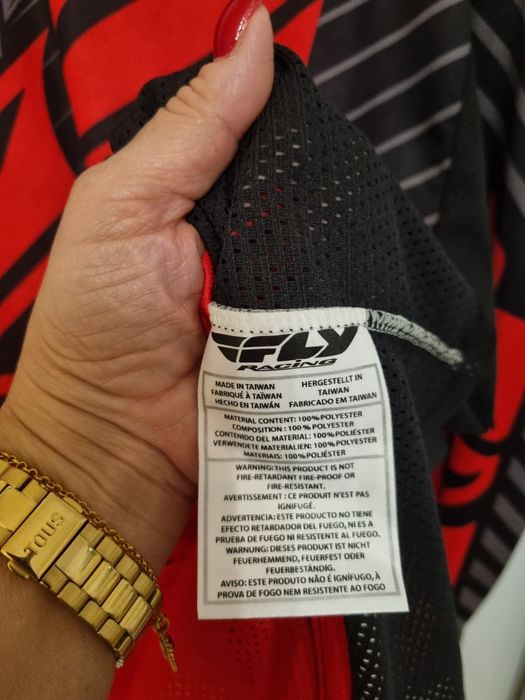 FLY
RACING
MADE IN TAIWAN
FABRIQUÉ À TAÏWAN
HECHO EN TAIWÁN
HERGESTELLT IN
TAIWAN
FABRICADO EM TAIWAN
MATERIAL CONTENT: 100%POLYESTER
COMPOSITION : 100 % POLYESTER
CONTENIDO DEL MATERIAL: 100%POLIÉSTER
VERWENDETE MATERIALIEN: 100%POLYESTER
MATERIAIS: 100%POLIÉSTER
WARNING: THIS PRODUCT IS NOT
FIRE-RETARDANT FIRE-PROOF OR
FIRE-RESISTANT.
AVERTISSEMENT : CE PRODUIT N'EST PAS
IGNIFUGÉ.
ADVERTENCIA: ESTE PRODUCTO NO TIENE
EFECTO RETARDADOR DEL FUEGO, NI ES A
PRUEBA DE FUEGO NI RESISTENTE AL FUEGO.
WARNUNG: DIESES PRODUKT IST NICHT
FEUERHEMMEND, FEUERFEST ODER
FEUERBESTÄNDIG.
AVISO: ESTE PRODUTO NÃO É IGNÍFUGO, À
PROVA DE FOGO NEM RESISTENTE AO FOGO
TOUS